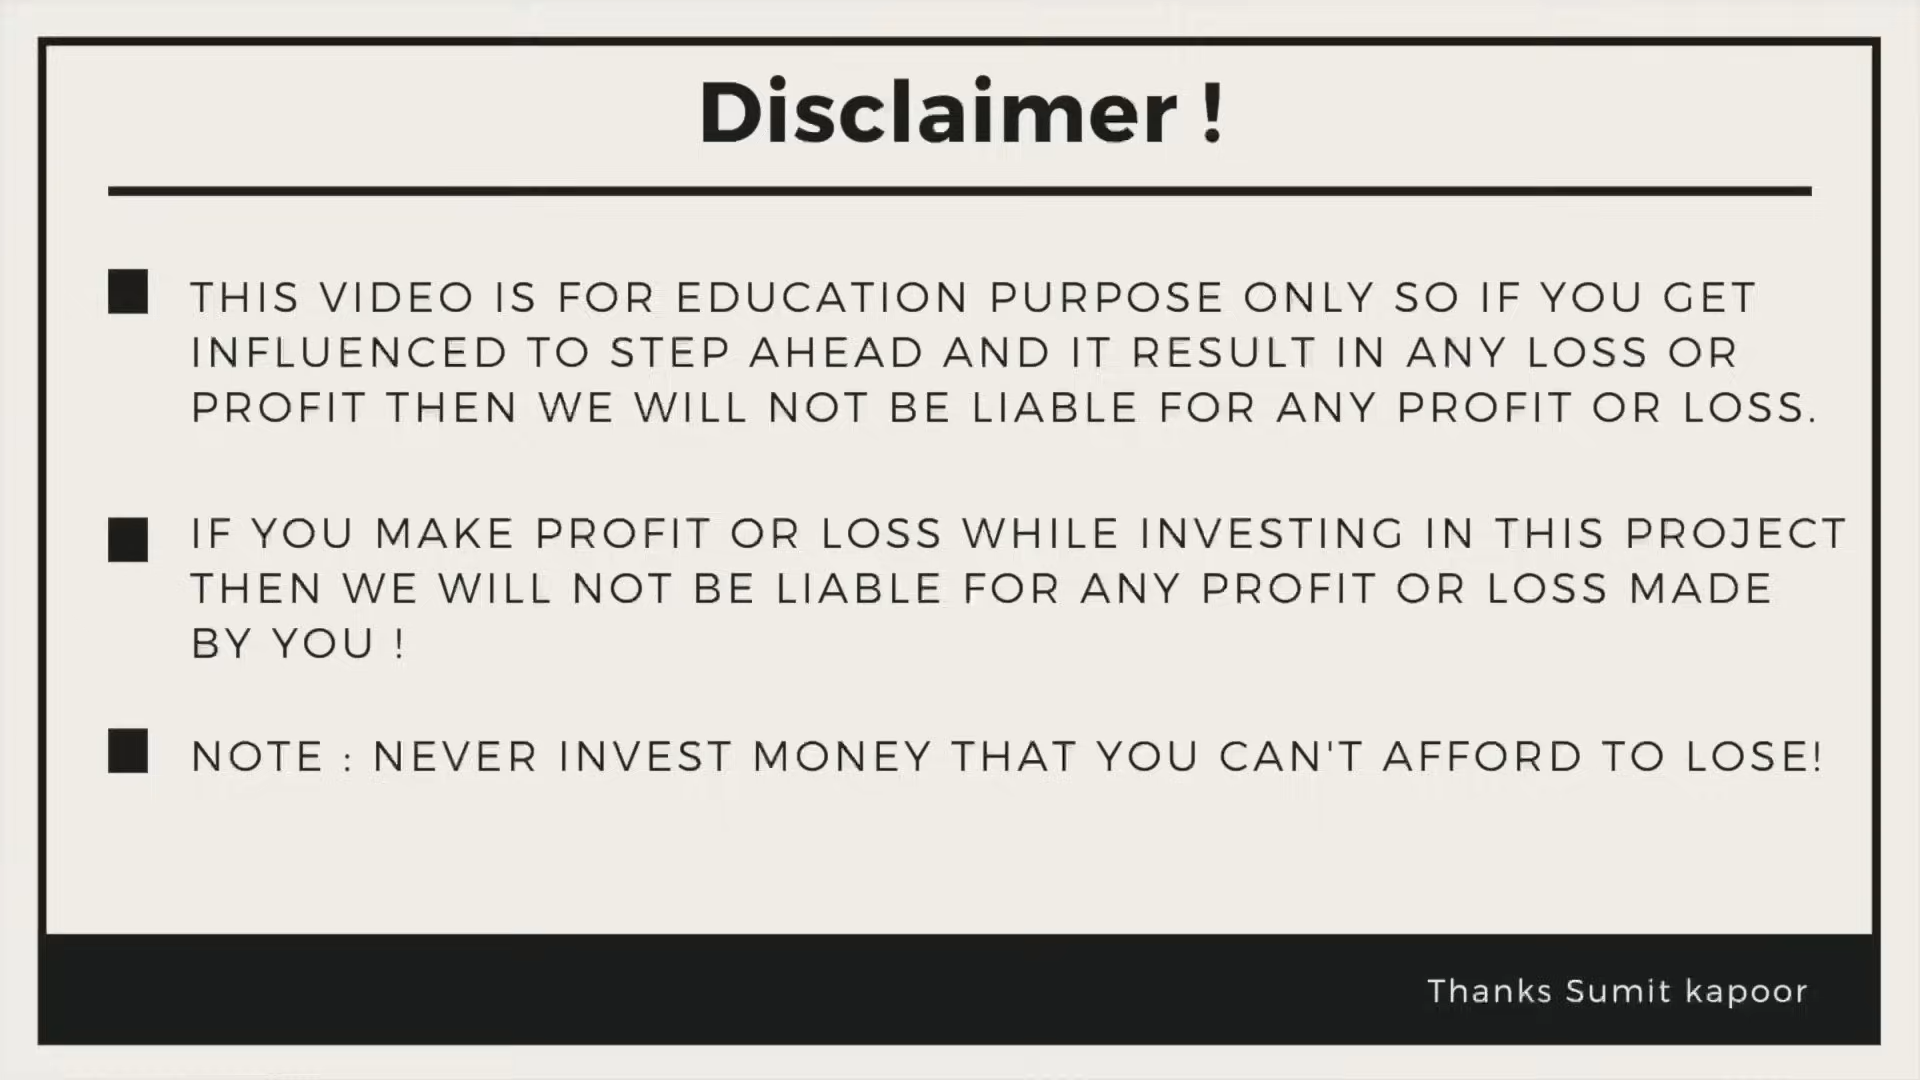 Disclaimer !
THIS VIDEO IS FOR EDUCATION PURPOSE ONLY SO IF YOU GET
INFLUENCED TO STEP AHEAD AND IT RESULT IN ANY LOSS OR
PROFIT THEN WE WILL NOT BE LIABLE FOR ANY PROFIT OR LOSS.
IF YOU MAKE PROFIT OR LOSS WHILE INVESTING IN THIS PROJECT
THEN WE WILL NOT BE LIABLE FOR ANY PROFIT OR LOSS MADE
BY YOU !
NOTE : NEVER INVEST MONEY THAT YOU CAN'T AFFORD TO LOSE!
Thanks Sumit kapoor